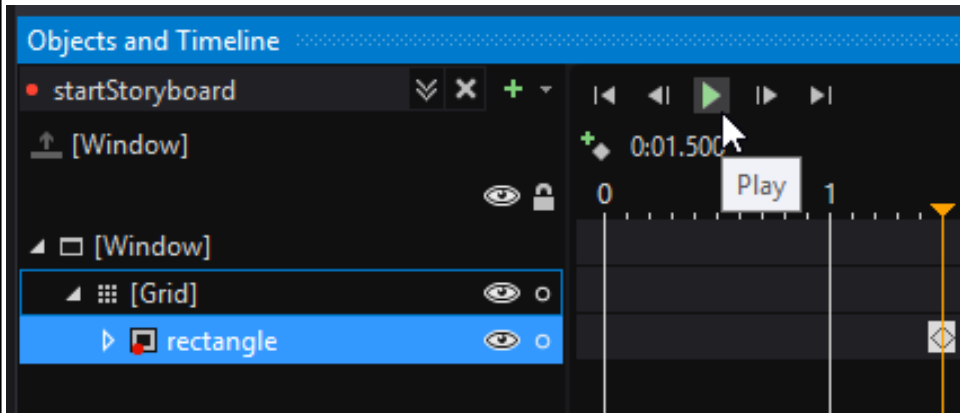 Objects and Timeline
startStoryboard
[Window]
0:01.500
Play
0 1
[Window]
[Grid]
rectangle